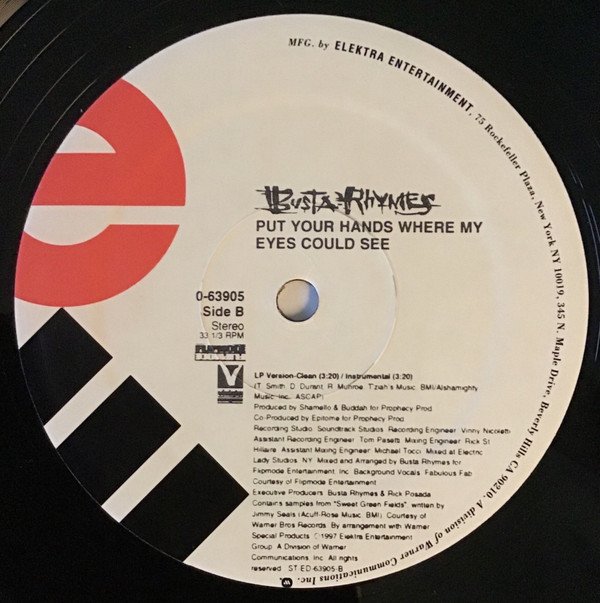 MFG. by ELEKTRA ENTERTAINMENT, 75 Rockefeller Plaza, New York NY 10019, 345 N. Maple Drive, Beverly Hills CA 90210. A division of Warner Communications Inc.
BUSTA RHYMES
PUT YOUR HANDS WHERE MY
EYES COULD SEE
0-63905
Side B
Stereo
33 1/3 RPM
FLIPMODE
LP Version-Clean (3:20) / Instrumental (3:20)
(T. Smith, D. Durant, R. Munroe, T'ziah's Music, BMI/Alshamighty
Music, Inc. ASCAP)
Produced by Shamello & Buddah for Prophecy Prod
Co-Produced by Epitome for Prophecy Prod.
Recording Studio: Soundtrack Studios Recording Engineer: Vinny Nicoletti
Assistant Recording Engineer: Tom Pasetti Mixing Engineer: Rick St
Hillaire Assistant Mixing Engineer: Michael Tocci Mixed at Electric
Lady Studios, NY Mixed and Arranged by Busta Rhymes for
Flipmode Entertainment, Inc. Background Vocals: Fabulous Fab
Courtesy of Flipmode Entertainment
Executive Producers: Busta Rhymes & Rick Posada
Contains samples from "Sweet Green Fields", written by
Jimmy Seals (Acuff-Rose Music, BMI). Courtesy of
Warner Bros Records By arrangement with Warner
Special Products ©1997 Elektra Entertainment
Group A Division of Warner
Communications Inc. All rights
reserved ST-ED-63905-B